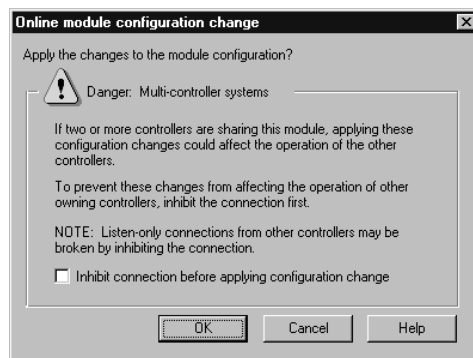 Online module configuration change
Apply the changes to the module configuration?
Danger: Multi-controller systems
If two or more controllers are sharing this module, applying these
configuration changes could affect the operation of the other
controllers.
To prevent these changes from affecting the operation of other
owning controllers, inhibit the connection first.
NOTE: Listen-only connections from other controllers may be
broken by inhibiting the connection.
Inhibit connection before applying configuration change
OK Cancel Help